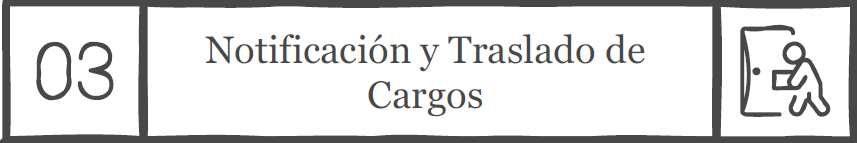 03
Notificación y Traslado de
Cargos